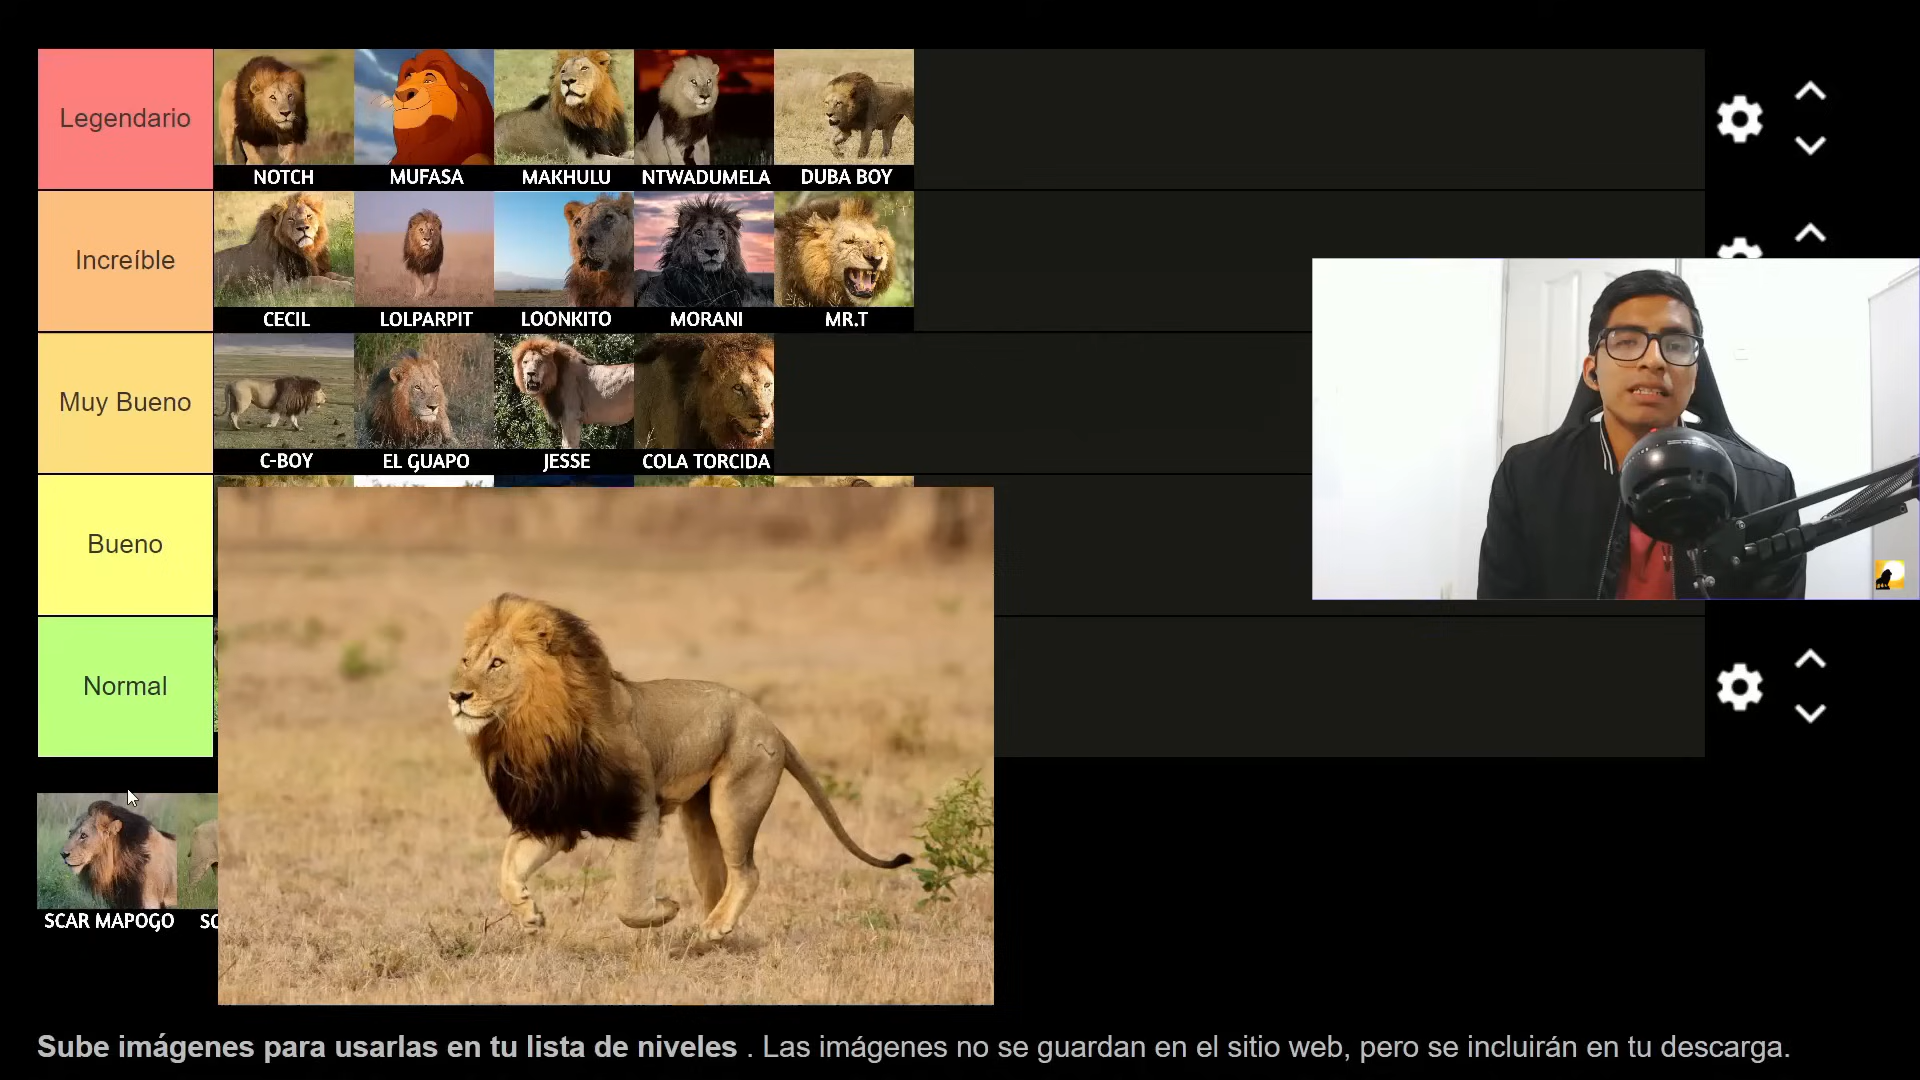 Legendario
NOTCH
MUFASA
MAKHULU
NTWADUMELA
DUBA BOY
Increíble
CECIL
LOLPARPIT
LOONKITO
MORANI
MR.T
Muy Bueno
C-BOY
EL GUAPO
JESSE
COLA TORCIDA
Bueno
Normal
SCAR MAPOGO
Sube imágenes para usarlas en tu lista de niveles . Las imágenes no se guardan en el sitio web, pero se incluirán en tu descarga.